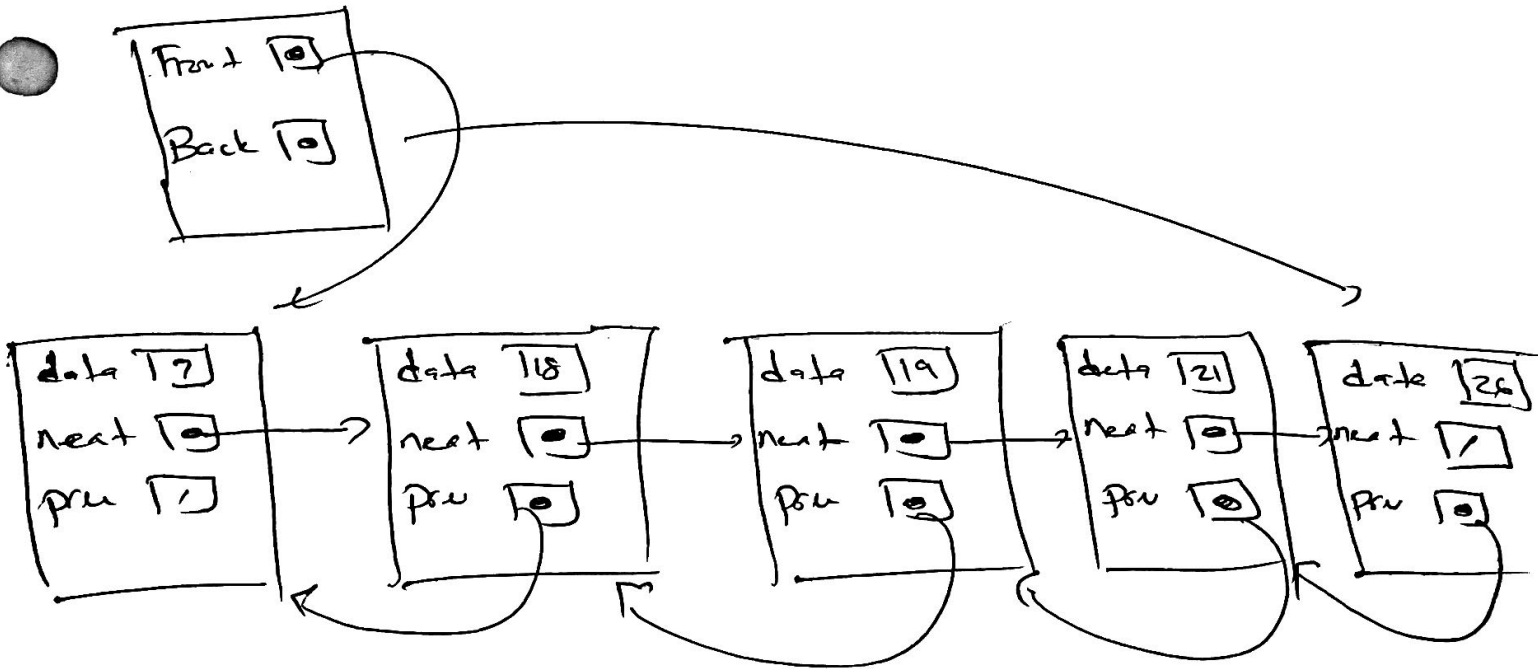 Front
Back
data 7
next
prev
data 18
next
prev
data 19
next
prev
data 21
next
prev
data 26
next
prev